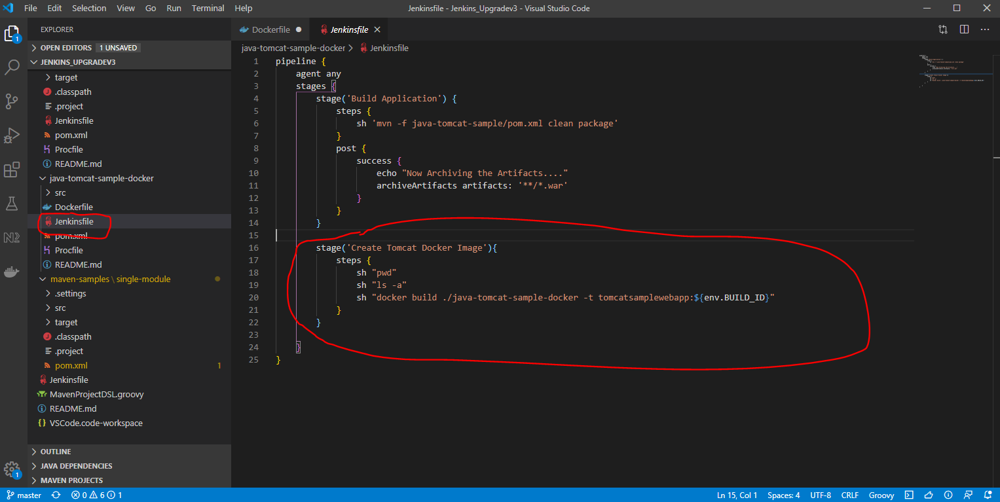 File Edit Selection View Go Run Terminal Help
Jenkinsfile - Jenkins_Upgradev3 - Visual Studio Code
EXPLORER
OPEN EDITORS 1 UNSAVED
JENKINS_UPGRADEV3
target
.classpath
.project
Jenkinsfile
pom.xml
Procfile
README.md
java-tomcat-sample-docker
src
Dockerfile
Jenkinsfile
pom.xml
Procfile
README.md
maven-samples \ single-module
.settings
src
target
.classpath
.project
pom.xml 1
Jenkinsfile
MavenProjectDSL.groovy
README.md
VSCode.code-workspace
OUTLINE
JAVA DEPENDENCIES
MAVEN PROJECTS
1
1
Dockerfile
Jenkinsfile
java-tomcat-sample-docker > Jenkinsfile
1 pipeline {
2 agent any
3 stages {
4 stage('Build Application') {
5 steps {
6 sh 'mvn -f java-tomcat-sample/pom.xml clean package'
7 }
8 post {
9 success {
10 echo "Now Archiving the Artifacts...."
11 archiveArtifacts artifacts: '**/*.war'
12 }
13 }
14 }
15
16 stage('Create Tomcat Docker Image'){
17 steps {
18 sh "pwd"
19 sh "ls -a"
20 sh "docker build ./java-tomcat-sample-docker -t tomcatsamplewebapp:${env.BUILD_ID}"
21 }
22 }
23
24 }
25 }
master 0 6 1
Ln 15, Col 1 Spaces: 4 UTF-8 CRLF Groovy